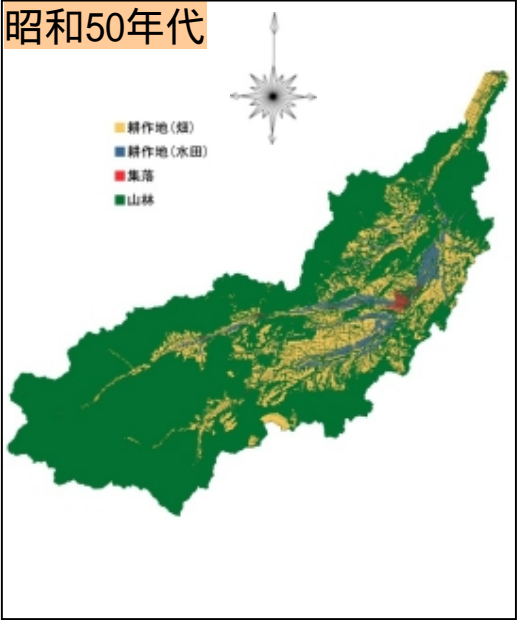 昭和50年代
耕作地(畑)
耕作地(水田)
集落
山林